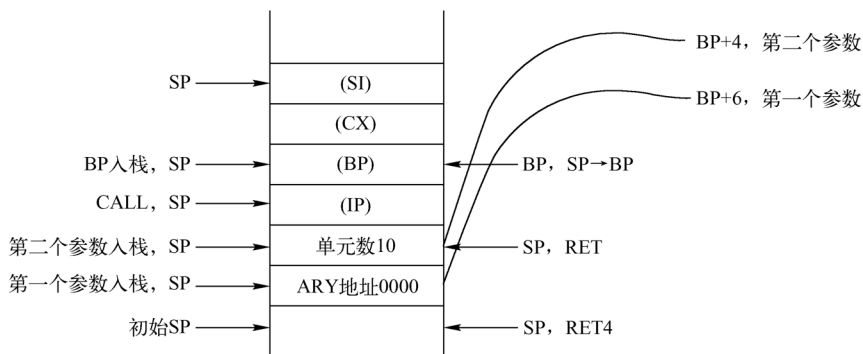 BP+4，第二个参数
SP
(SI)
BP+6，第一个参数
(CX)
BP入栈，SP
(BP)
BP，SP→BP
CALL，SP
(IP)
第二个参数入栈，SP
单元数10
SP，RET
第一个参数入栈，SP
ARY地址0000
初始SP
SP，RET4